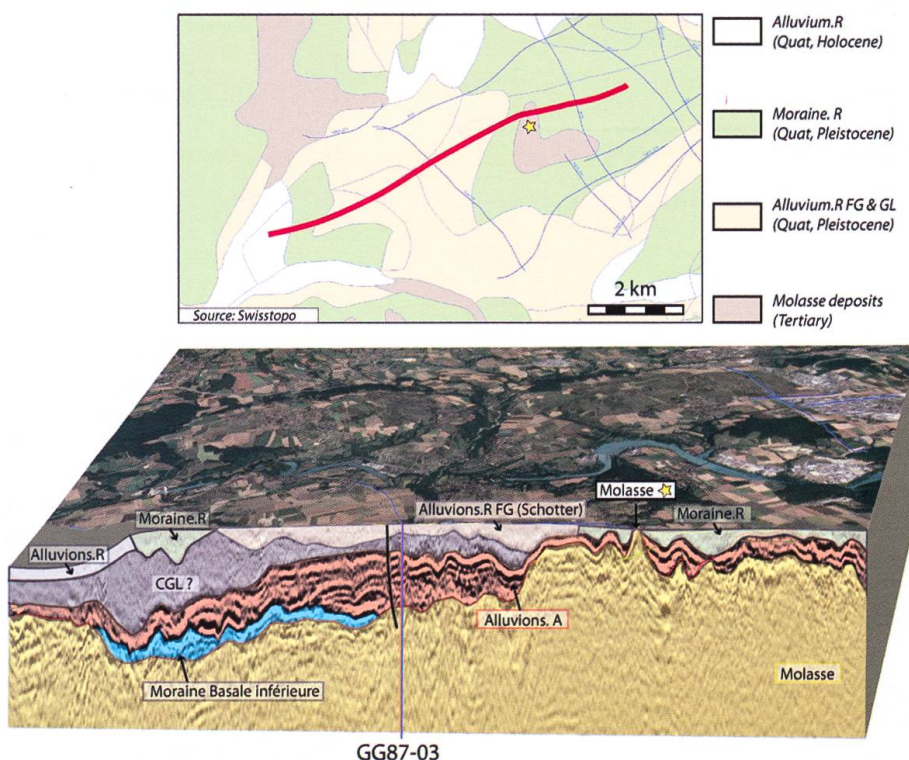 Alluvium.R
(Quat, Holocene)
Moraine. R
(Quat, Pleistocene)
Alluvium.R FG & GL
(Quat, Pleistocene)
Molasse deposits
(Tertiary)
2 km
Source: Swisstopo
Molasse
Alluvions.R FG (Schotter)
Moraine.R
Moraine.R
Alluvions.R
CGL ?
Alluvions. A
Moraine Basale inférieure
Molasse
GG87-03